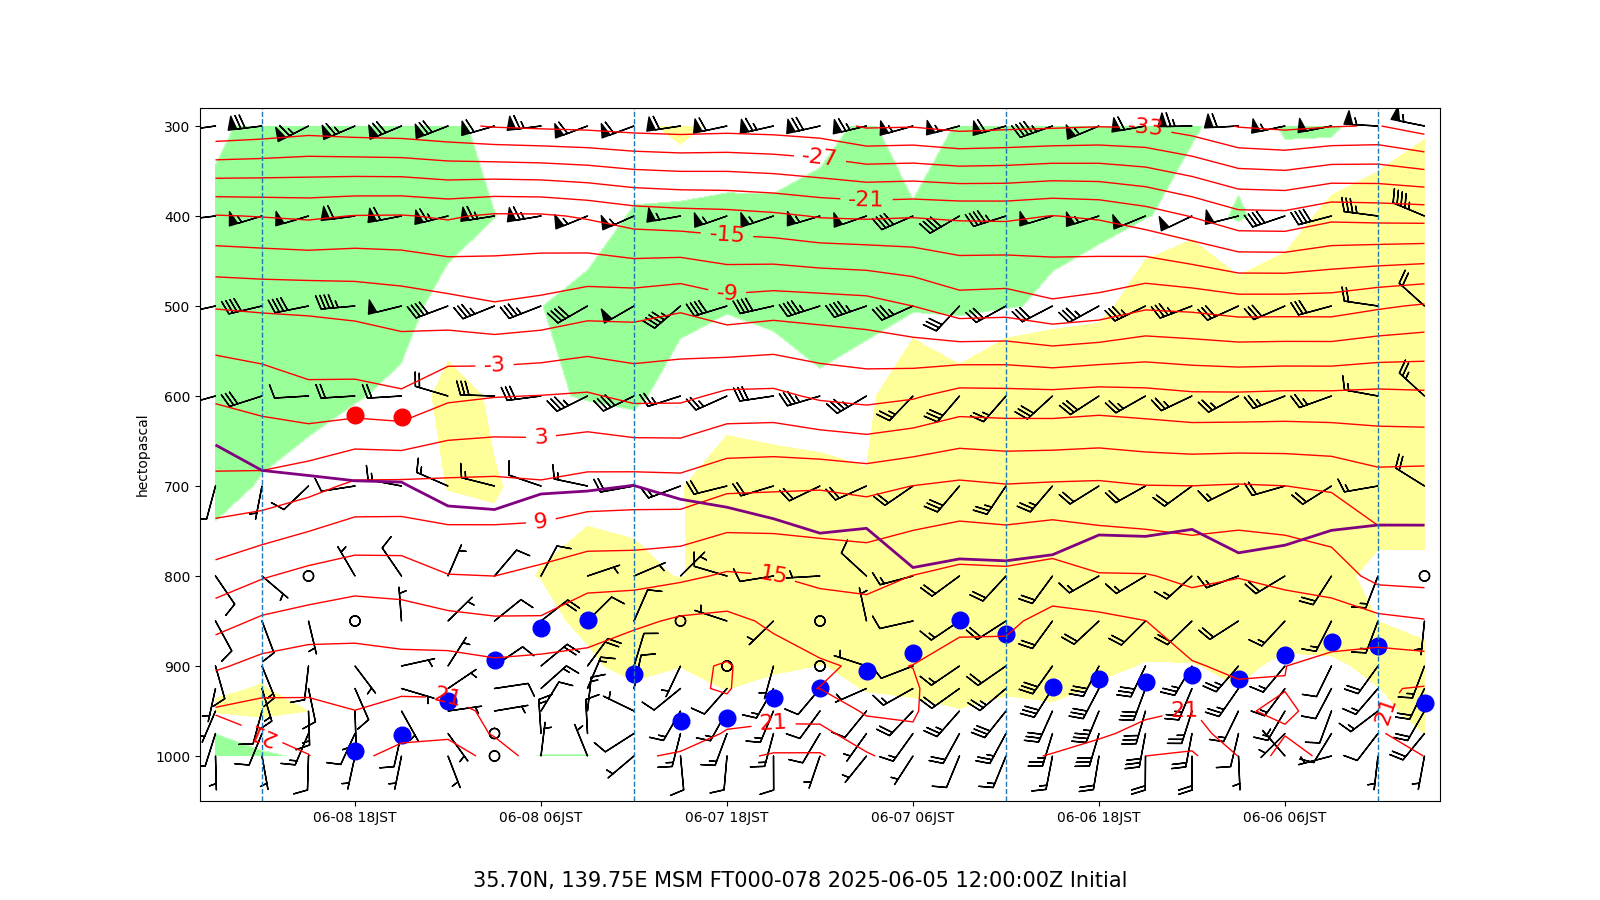 300
400
500
600
700
800
900
1000
hectopascal
-33
-27
-21
-15
-9
-3
3
9
15
21
21
21
21
21
06-08 18JST
06-08 06JST
06-07 18JST
06-07 06JST
06-06 18JST
06-06 06JST
35.70N, 139.75E MSM FT000-078 2025-06-05 12:00:00Z Initial